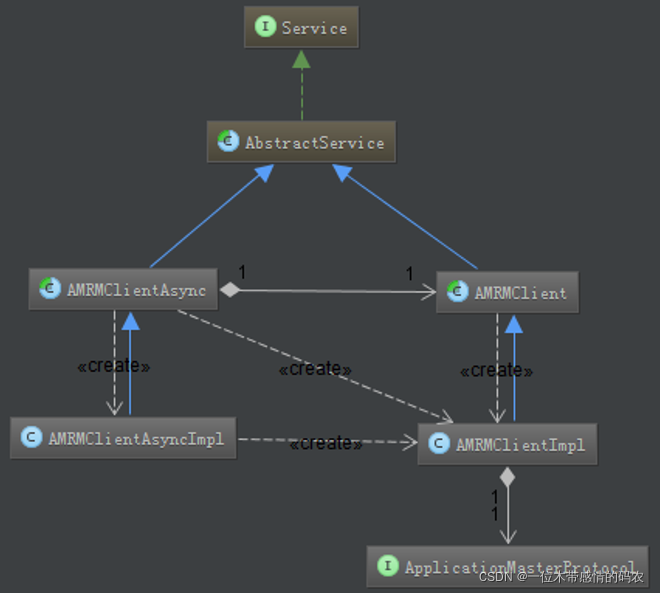 I Service
C AbstractService
1
1
C AMRMClientAsync
C AMRMClient
«create»
«create»
«create»
C AMRMClientAsyncImpl
«create»
C AMRMClientImpl
1
1
I ApplicationMasterProtocol
CSDN @一位木带感情的码农